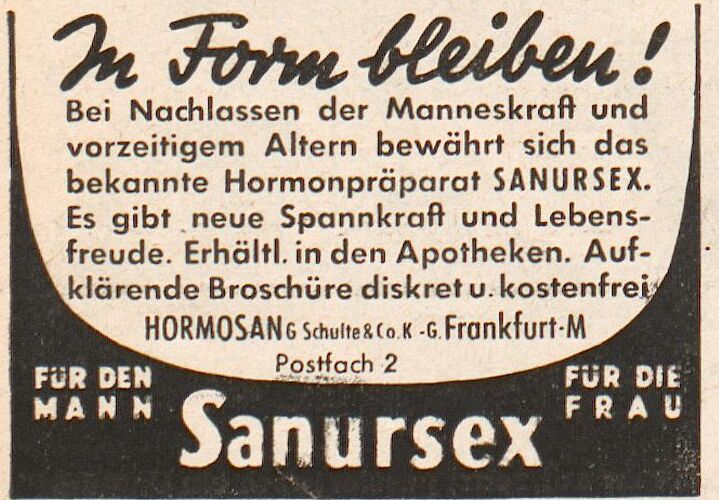 In Form bleiben!
Bei Nachlassen der Manneskraft und
vorzeitigem Altern bewährt sich das
bekannte Hormonpräparat SANURSEX.
Es gibt neue Spannkraft und Lebens-
freude. Erhältl. in den Apotheken. Auf-
klärende Broschüre diskret u. kostenfrei
HORMOSAN G Schulte & Co. K.-G. Frankfurt-M
Postfach 2
FÜR DEN
MANN
FÜR DIE
FRAU
Sanursex